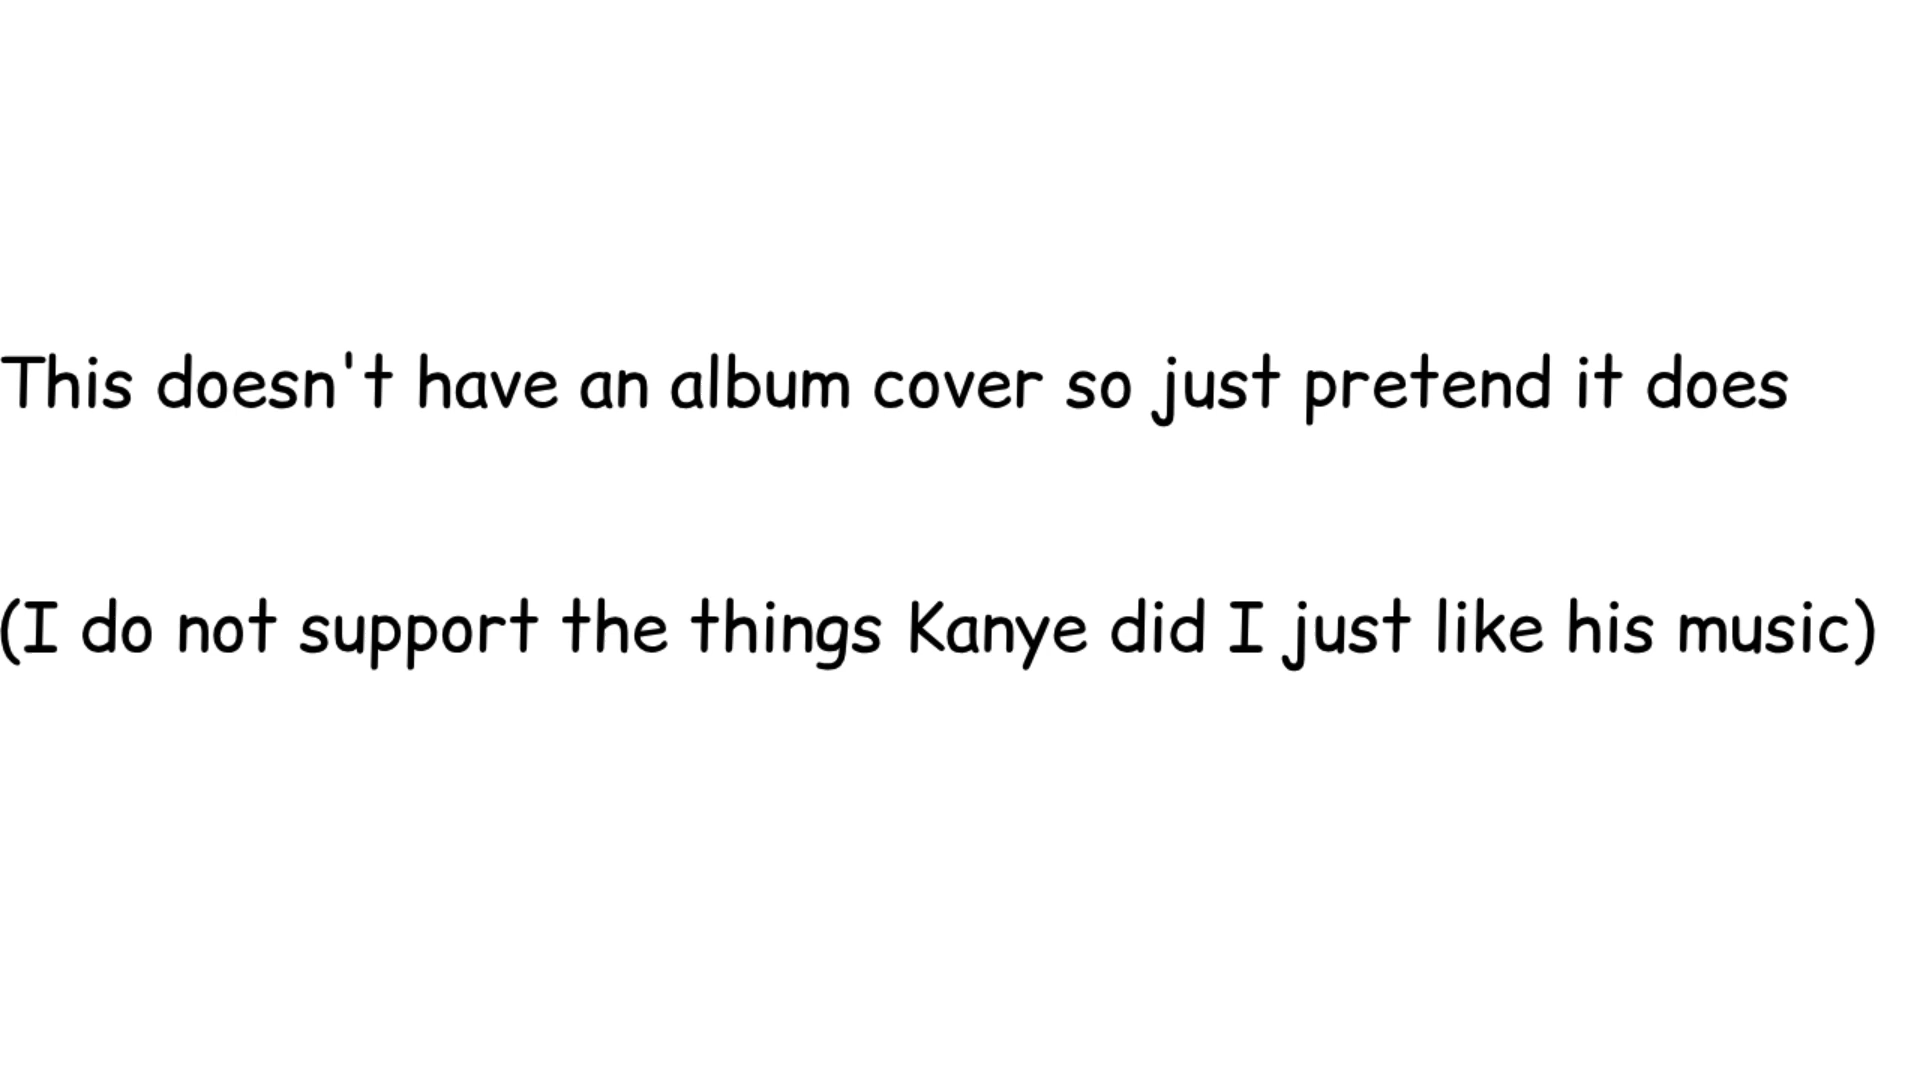 This doesn't have an album cover so just pretend it does
(I do not support the things Kanye did I just like his music)